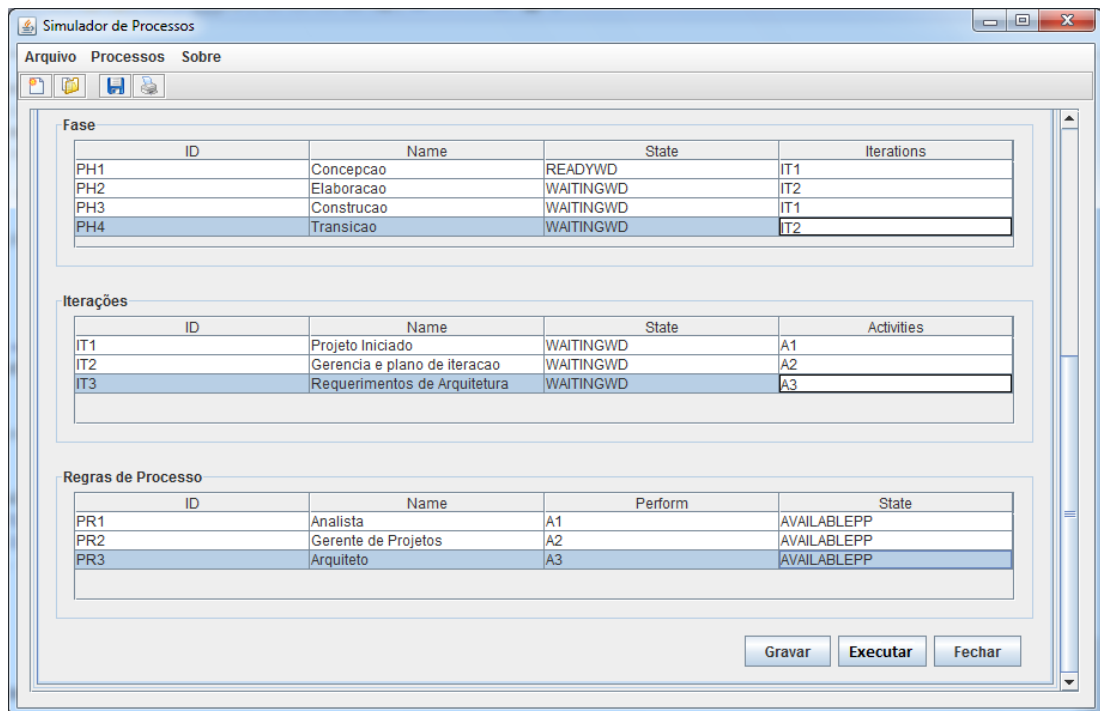 Simulador de Processos
Arquivo Processos Sobre
Fase
ID Name State Iterations
PH1 Concepcao READYWD IT1
PH2 Elaboracao WAITINGWD IT2
PH3 Construcao WAITINGWD IT1
PH4 Transicao WAITINGWD IT2
Iterações
ID Name State Activities
IT1 Projeto Iniciado WAITINGWD A1
IT2 Gerencia e plano de iteracao WAITINGWD A2
IT3 Requerimentos de Arquitetura WAITINGWD A3
Regras de Processo
ID Name Perform State
PR1 Analista A1 AVAILABLEPP
PR2 Gerente de Projetos A2 AVAILABLEPP
PR3 Arquiteto A3 AVAILABLEPP
Gravar Executar Fechar